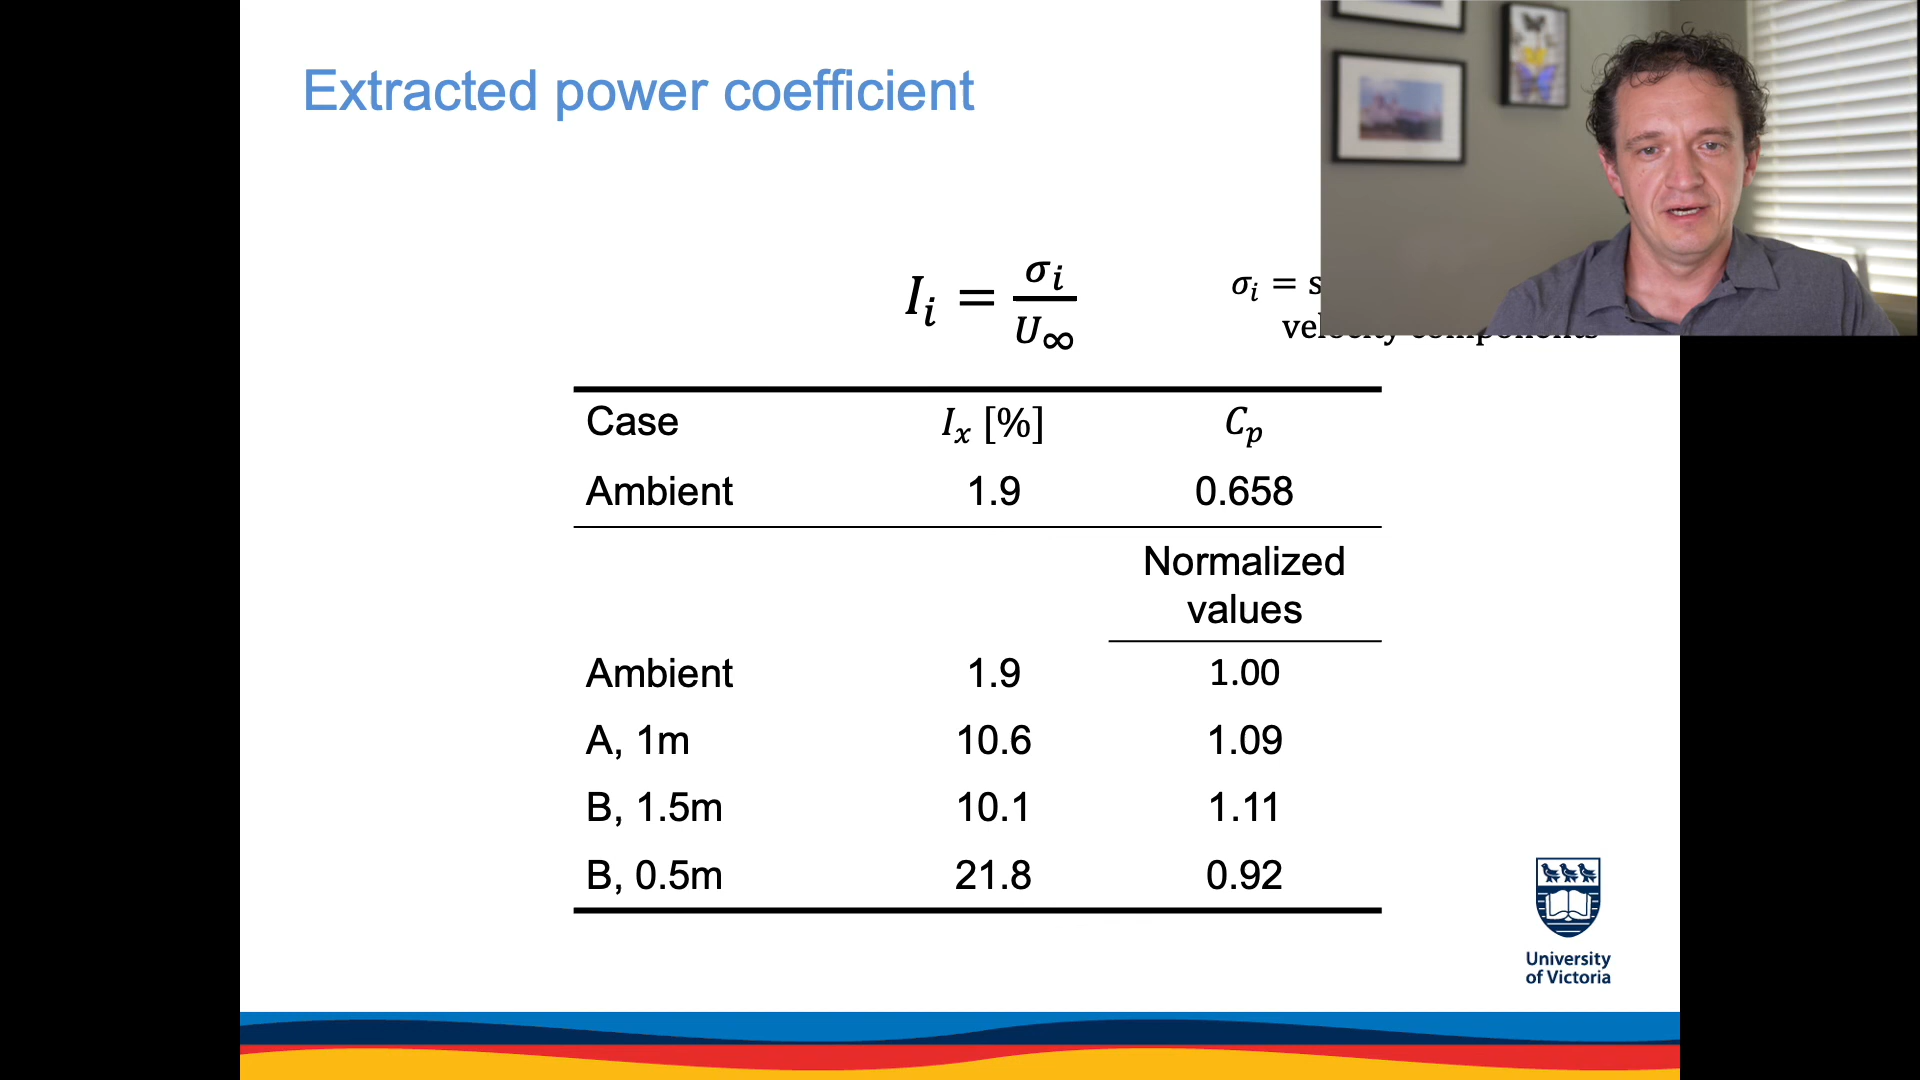 Extracted power coefficient
I_i = σ_i / U_∞
σ_i = s
velocity components
Case I_x [%] C_p
Ambient 1.9 0.658
Normalized
values
Ambient 1.9 1.00
A, 1m 10.6 1.09
B, 1.5m 10.1 1.11
B, 0.5m 21.8 0.92
University
of Victoria